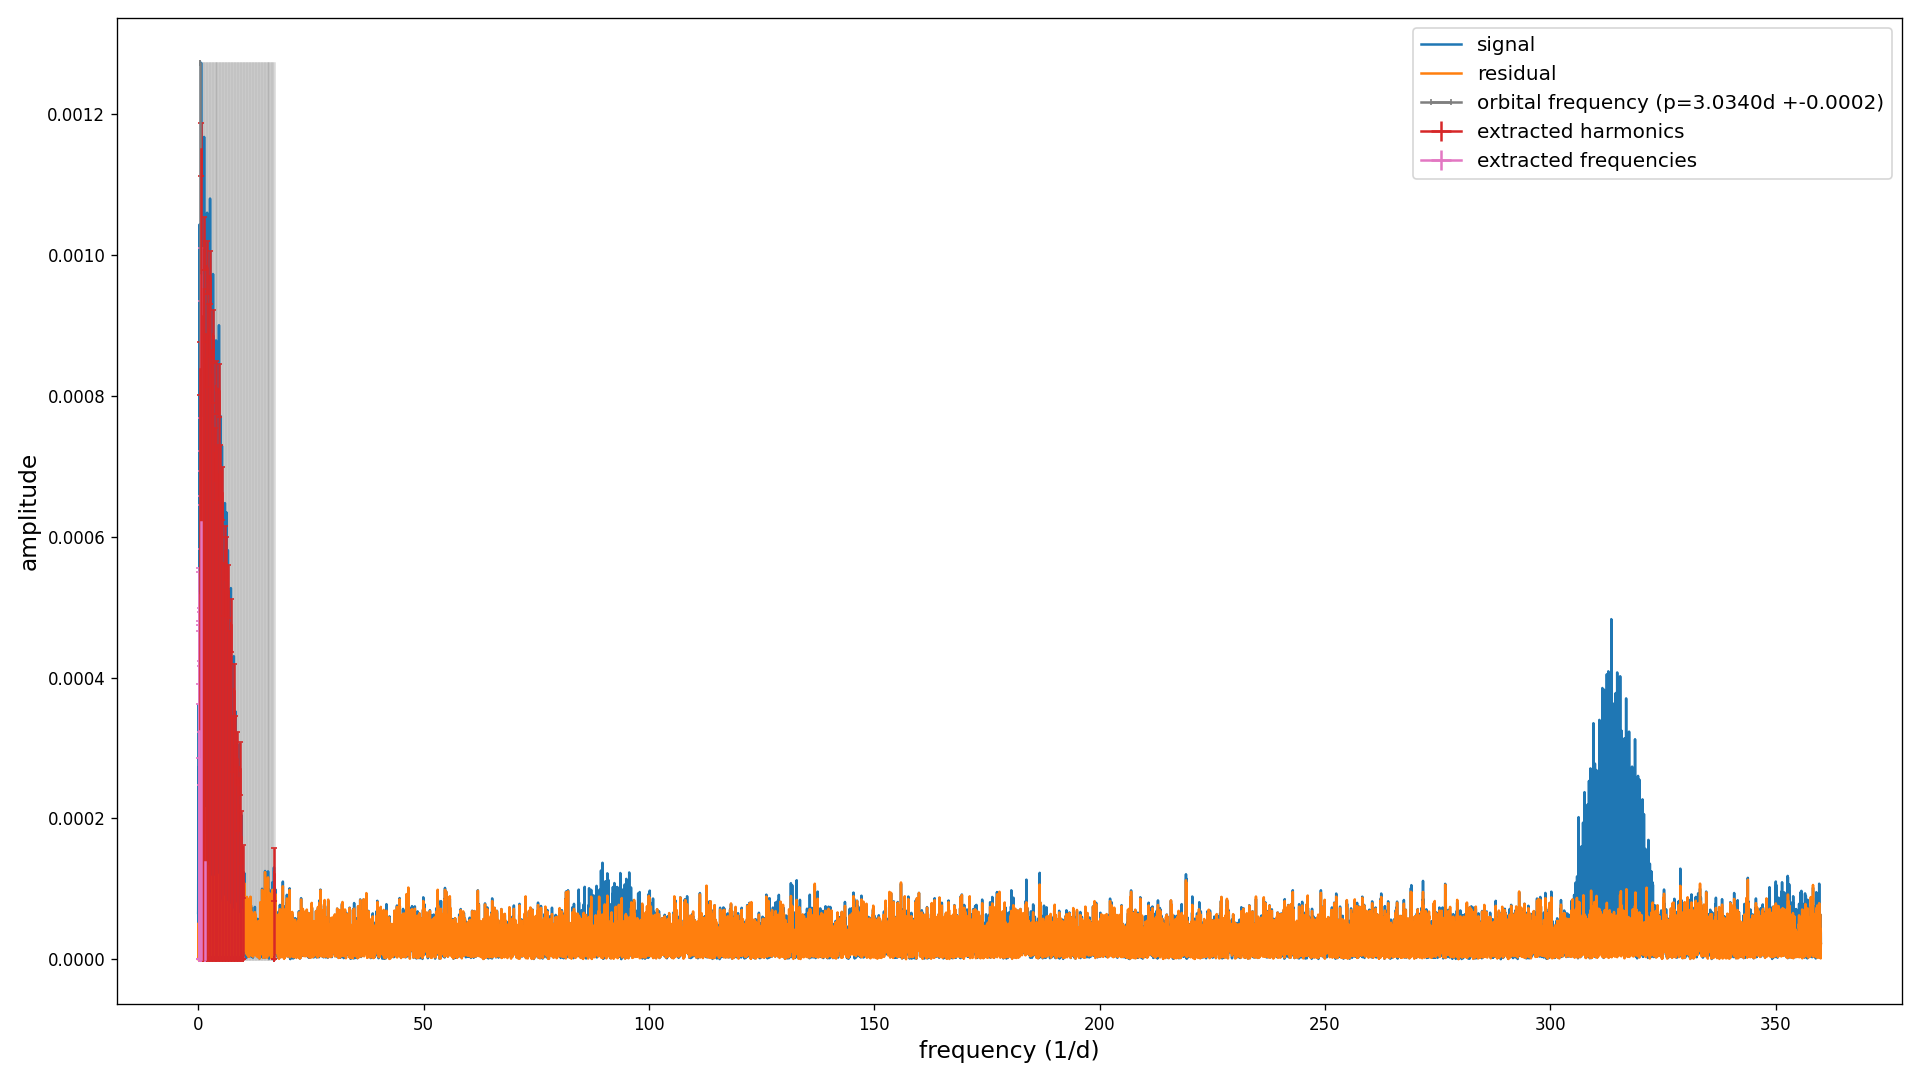 signal
residual
orbital frequency (p=3.0340d +-0.0002)
extracted harmonics
extracted frequencies
amplitude
0.0012
0.0010
0.0008
0.0006
0.0004
0.0002
0.0000
0 50 100 150 200 250 300 350
frequency (1/d)